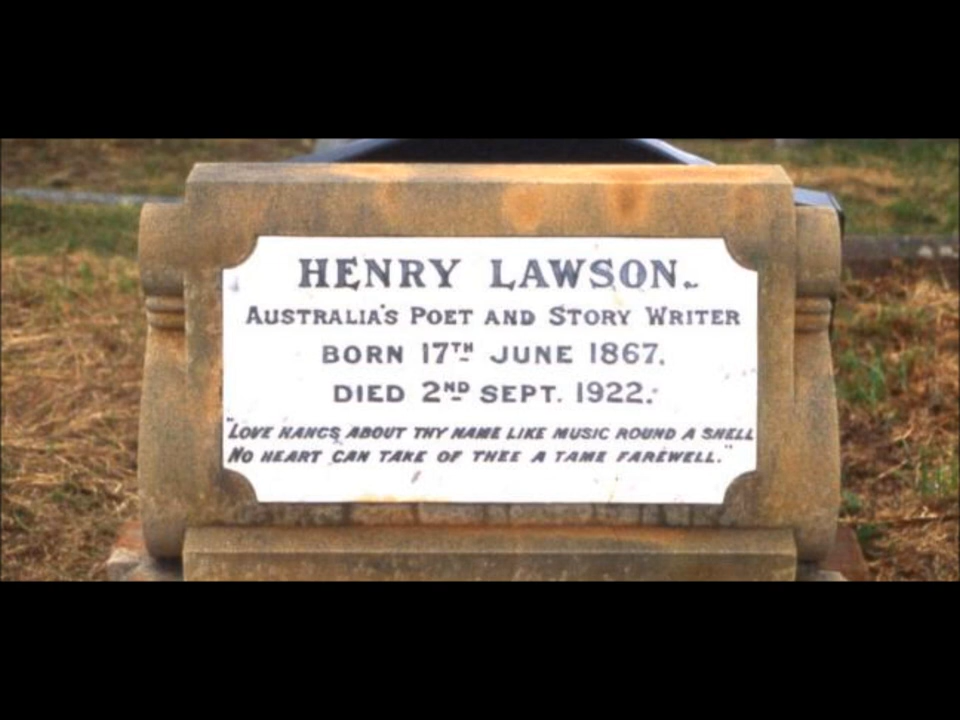 HENRY LAWSON.
AUSTRALIA'S POET AND STORY WRITER
BORN 17TH JUNE 1867.
DIED 2ND SEPT. 1922.
"LOVE HANGS ABOUT THY NAME LIKE MUSIC ROUND A SHELL
NO HEART CAN TAKE OF THEE A TAME FAREWELL."